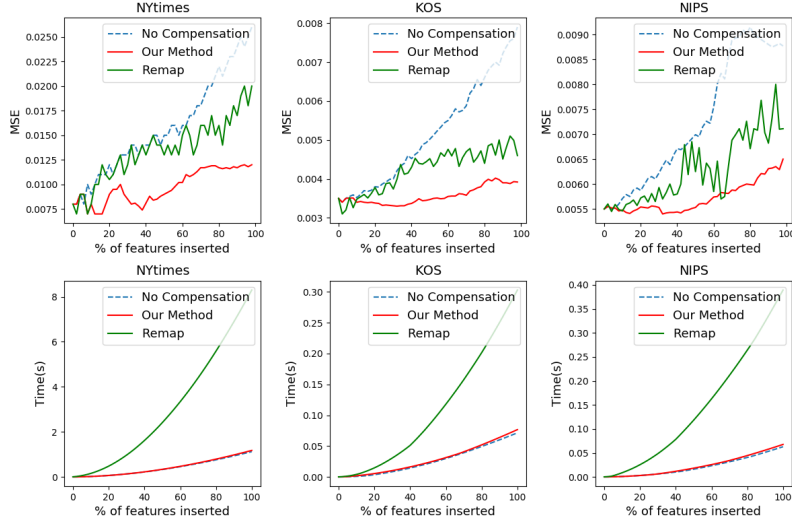 NYtimes
KOS
NIPS
0.0250
0.0225
0.0200
0.0175
0.0150
0.0125
0.0100
0.0075
MSE
0 20 40 60 80 100
% of features inserted
No Compensation
Our Method
Remap
0.008
0.007
0.006
0.005
0.004
0.003
MSE
0 20 40 60 80 100
% of features inserted
No Compensation
Our Method
Remap
0.0090
0.0085
0.0080
0.0075
0.0070
0.0065
0.0060
0.0055
MSE
0 20 40 60 80 100
% of features inserted
No Compensation
Our Method
Remap
NYtimes
KOS
NIPS
8
6
4
2
0
Time(s)
0 20 40 60 80 100
% of features inserted
No Compensation
Our Method
Remap
0.30
0.25
0.20
0.15
0.10
0.05
0.00
Time(s)
0 20 40 60 80 100
% of features inserted
No Compensation
Our Method
Remap
0.40
0.35
0.30
0.25
0.20
0.15
0.10
0.05
0.00
Time(s)
0 20 40 60 80 100
% of features inserted
No Compensation
Our Method
Remap